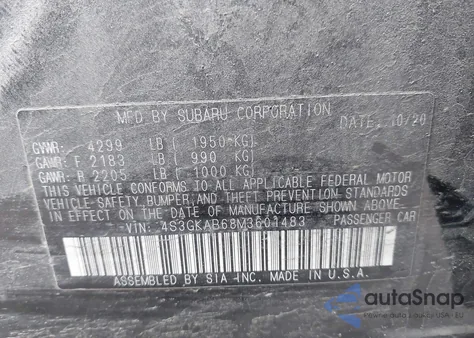 MFD BY SUBARU CORPORATION DATE: 10/20
GVWR: 4299 LB ( 1950 KG)
GAWR: F 2183 LB ( 990 KG)
GAWR: R 2205 LB ( 1000 KG)
THIS VEHICLE CONFORMS TO ALL APPLICABLE FEDERAL MOTOR
VEHICLE SAFETY, BUMPER, AND THEFT PREVENTION STANDARDS
IN EFFECT ON THE DATE OF MANUFACTURE SHOWN ABOVE.
VIN: 4S3GKAB68M3601483 PASSENGER CAR
ASSEMBLED BY SIA-INC. MADE IN U.S.A.
autoSnap